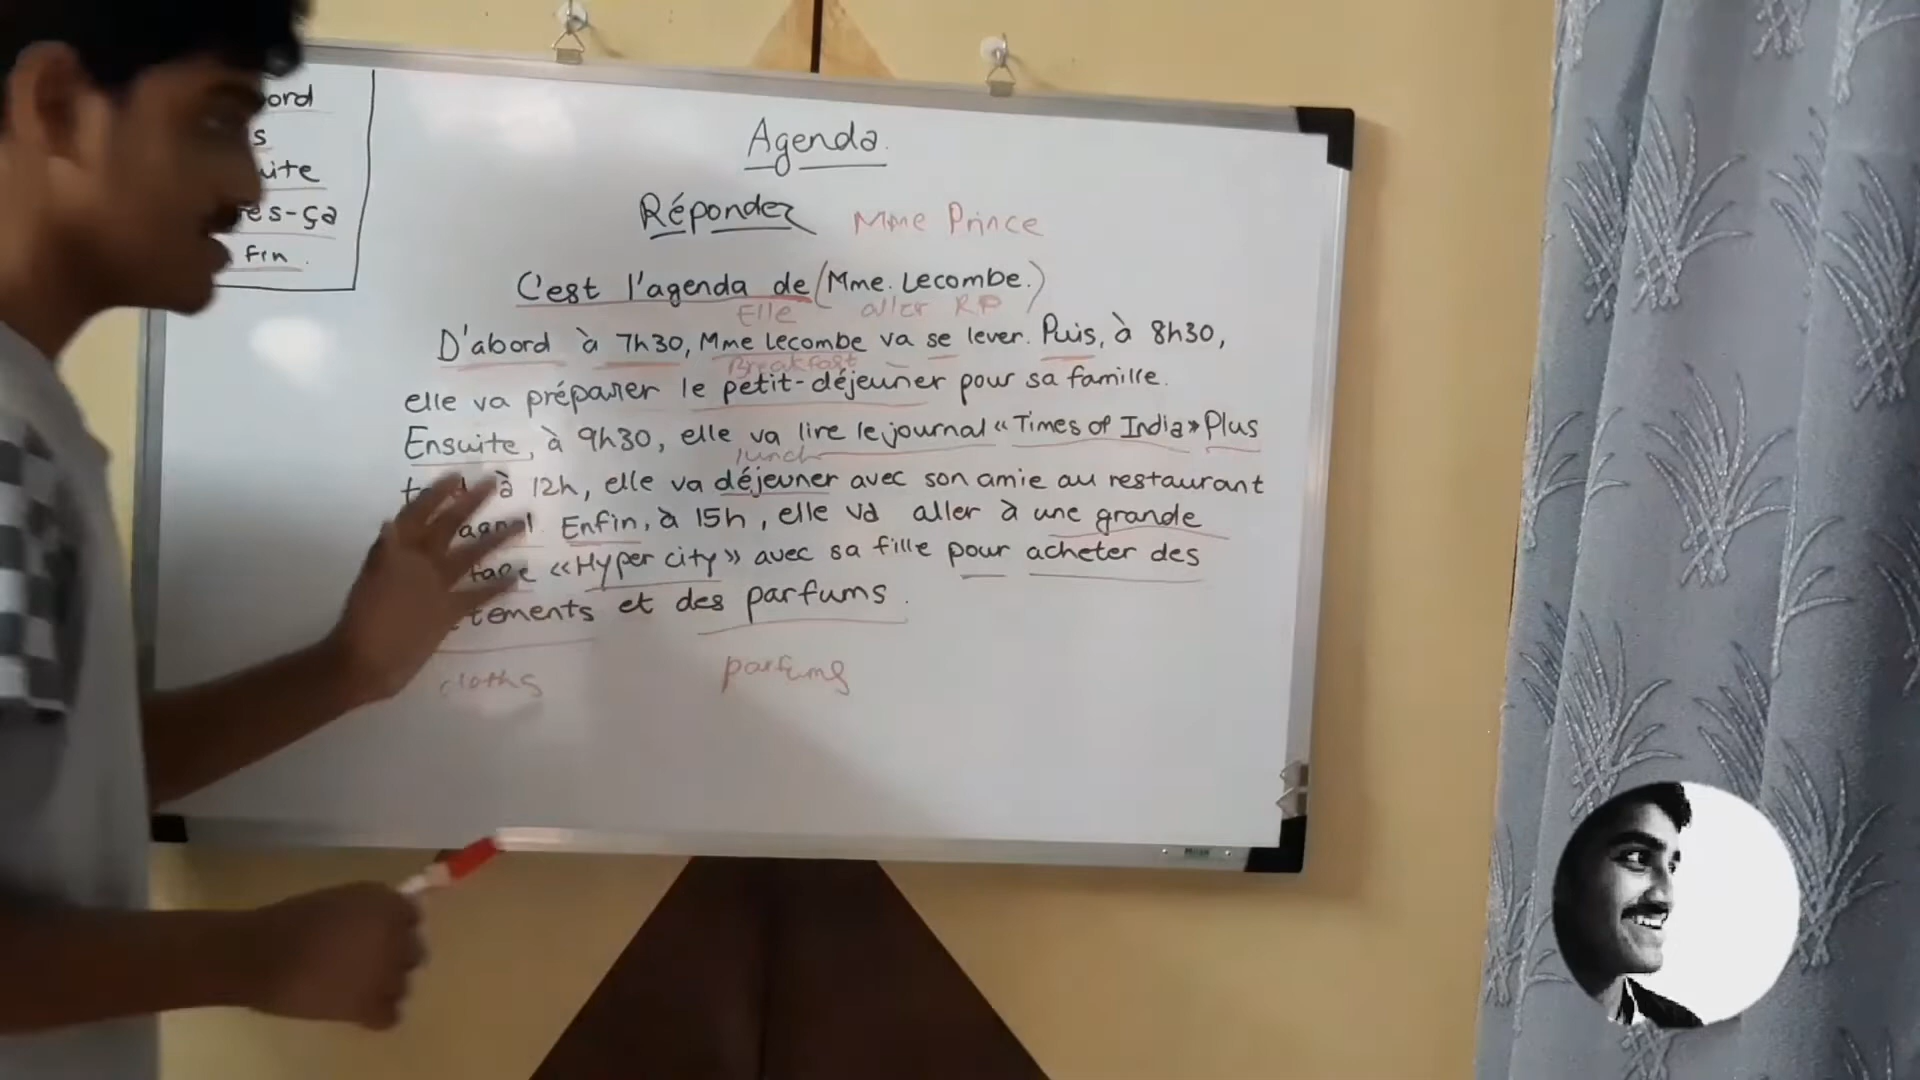 ord
s
uite
es-ça
fin.
Agenda.
Réponder Mme Prince
C'est l'agenda de (Mme. Lecombe.)
Elle aller RP
D'abord à 7h30, Mme lecombe va se lever. Puis, à 8h30,
Breakfast
elle va préparer le petit-déjeuner pour sa famille.
Ensuite, à 9h30, elle va lire le journal «Times of India» Plus
lunch
à 12h, elle va déjeuner avec son amie au restaurant
agnol. Enfin, à 15h, elle va aller à une grande
«Hyper city» avec sa fille pour acheter des
tements et des parfums.
cloths parfums